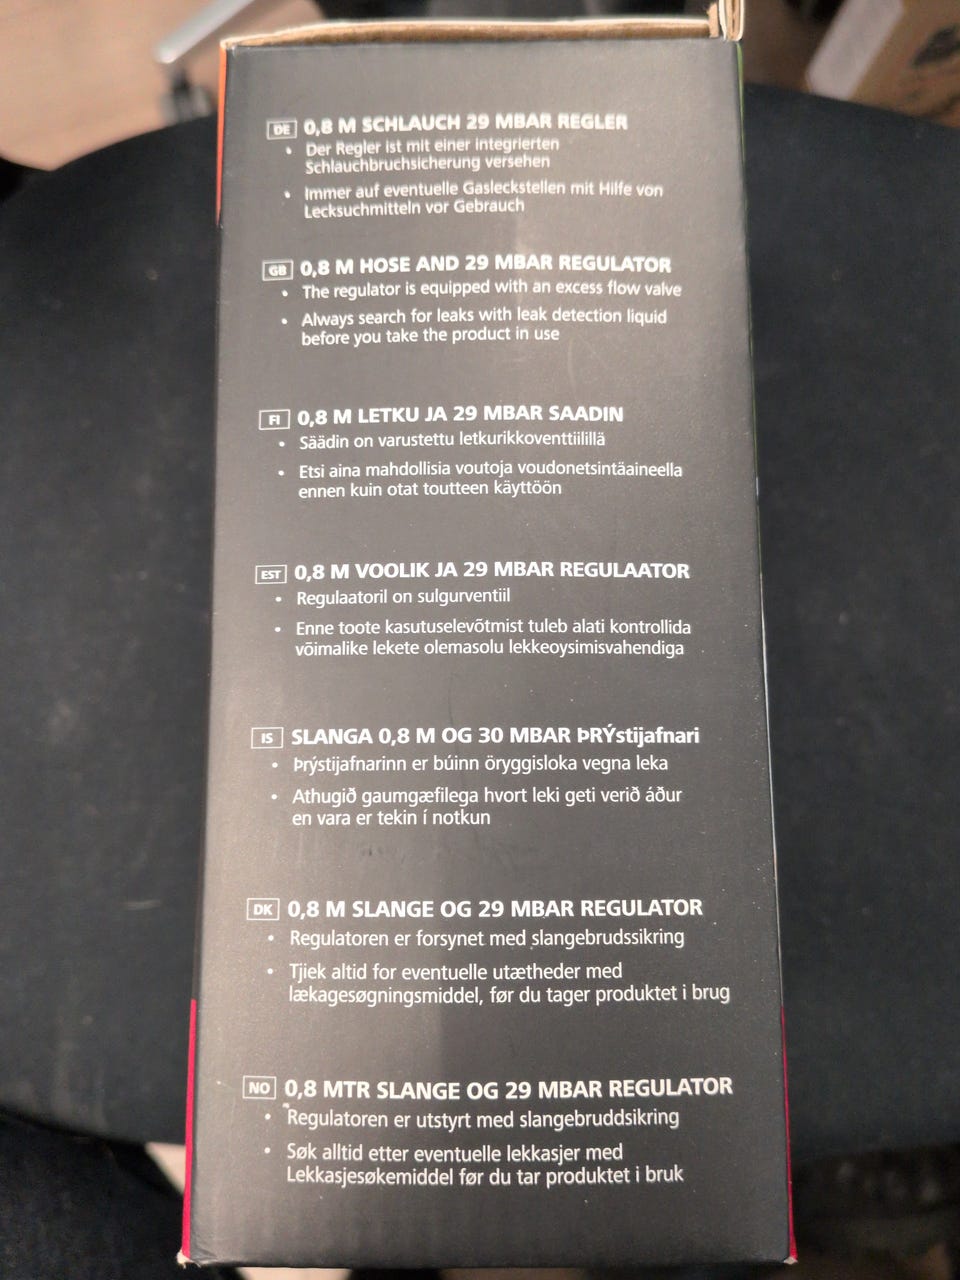 DE 0,8 M SCHLAUCH 29 MBAR REGLER
• Der Regler ist mit einer integrierten
Schlauchbruchsicherung versehen
• Immer auf eventuelle Gasleckstellen mit Hilfe von
Lecksuchmitteln vor Gebrauch
GB 0,8 M HOSE AND 29 MBAR REGULATOR
• The regulator is equipped with an excess flow valve
• Always search for leaks with leak detection liquid
before you take the product in use
FI 0,8 M LETKU JA 29 MBAR SAADIN
• Säädin on varustettu letkurikkoventtiilillä
• Etsi aina mahdollisia voutoja voudonetsintäaineella
ennen kuin otat toutteen käyttöön
EST 0,8 M VOOLIK JA 29 MBAR REGULAATOR
• Regulaatoril on sulgurventiil
• Enne toote kasutuselevõtmist tuleb alati kontrollida
võimalike lekete olemasolu lekkeoysimisvahendiga
IS SLANGA 0,8 M OG 30 MBAR ÞRÝstijafnari
• Þrýstijafnarinn er búinn öryggisloka vegna leka
• Athugið gaumgæfilega hvort leki geti verið áður
en vara er tekin í notkun
DK 0,8 M SLANGE OG 29 MBAR REGULATOR
• Regulatoren er forsynet med slangebrudssikring
• Tjiek altid for eventuelle utætheder med
lækagesøgningsmiddel, før du tager produktet i brug
NO 0,8 MTR SLANGE OG 29 MBAR REGULATOR
• Regulatoren er utstyrt med slangebruddsikring
• Søk alltid etter eventuelle lekkasjer med
Lekkasjesøkemiddel før du tar produktet i bruk